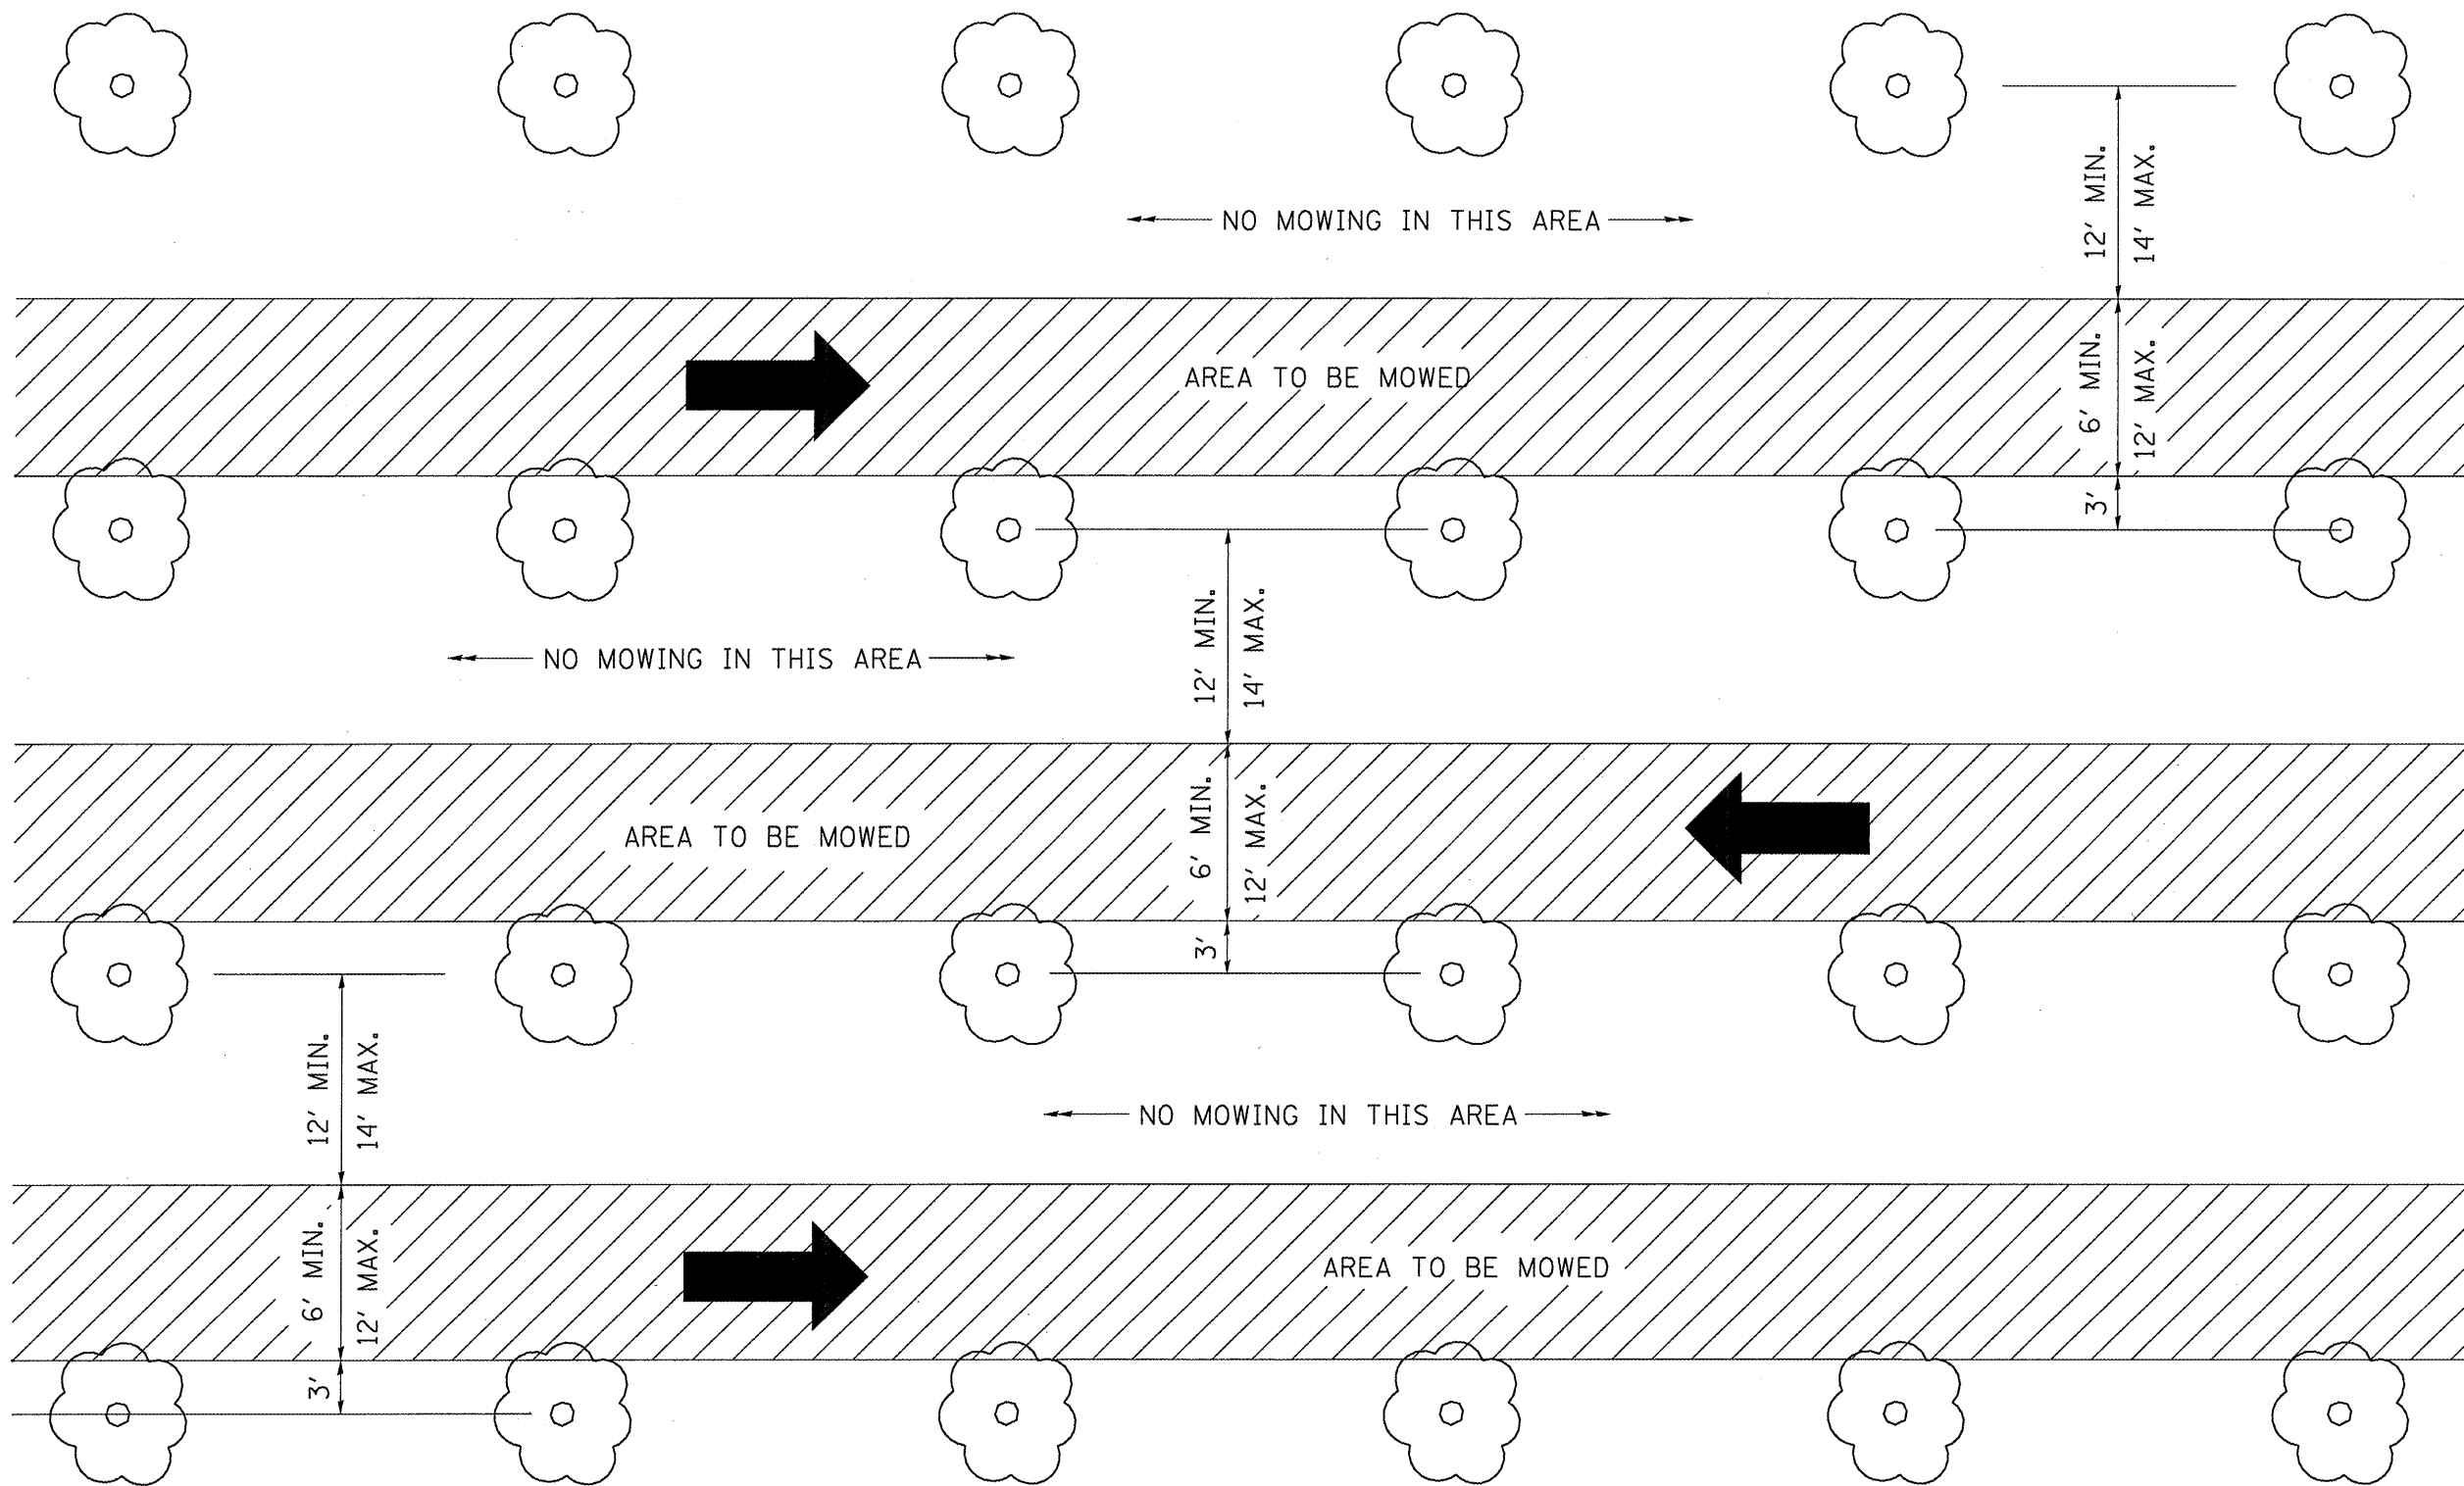 12' MIN.
14' MAX.
NO MOWING IN THIS AREA
AREA TO BE MOWED
6' MIN.
12' MAX.
3'
12' MIN.
14' MAX.
NO MOWING IN THIS AREA
AREA TO BE MOWED
6' MIN.
12' MAX.
3'
12' MIN.
14' MAX.
NO MOWING IN THIS AREA
6' MIN.
12' MAX.
AREA TO BE MOWED
3'